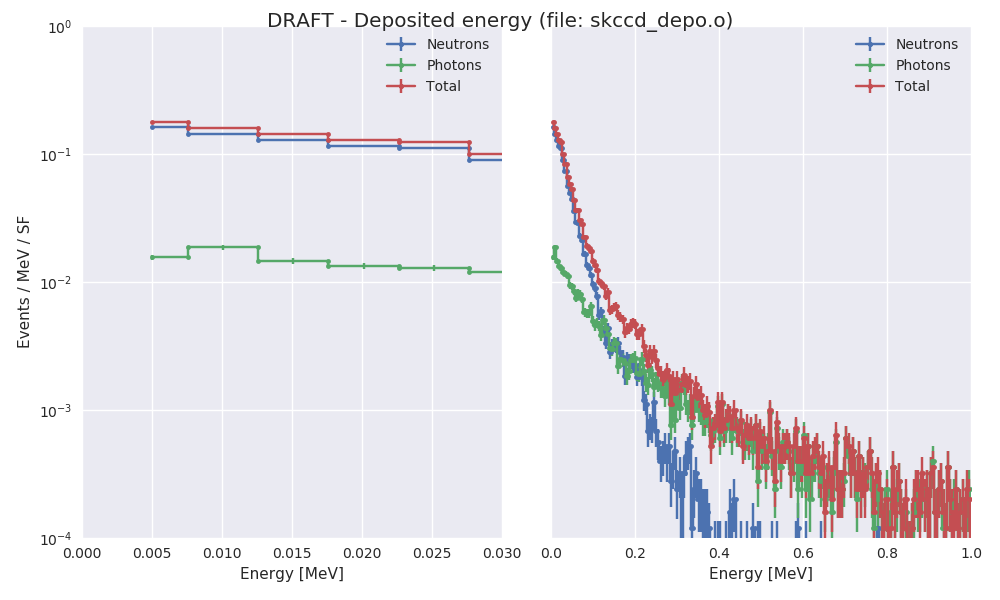 DRAFT - Deposited energy (file: skccd_depo.o)
Events / MeV / SF
10⁰
10⁻¹
10⁻²
10⁻³
10⁻⁴
Neutrons
Photons
Total
0.000 0.005 0.010 0.015 0.020 0.025 0.030
Energy [MeV]
Neutrons
Photons
Total
0.0 0.2 0.4 0.6 0.8 1.0
Energy [MeV]